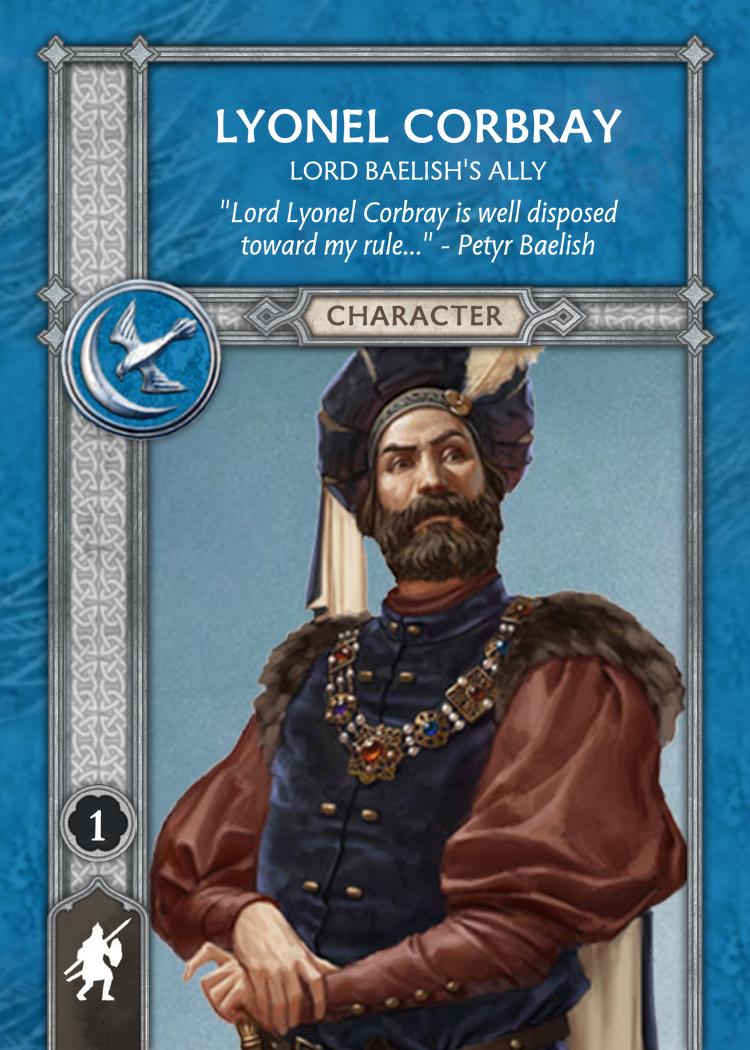 LYONEL CORBRAY
LORD BAELISH'S ALLY
"Lord Lyonel Corbray is well disposed
toward my rule..." - Petyr Baelish
CHARACTER
1